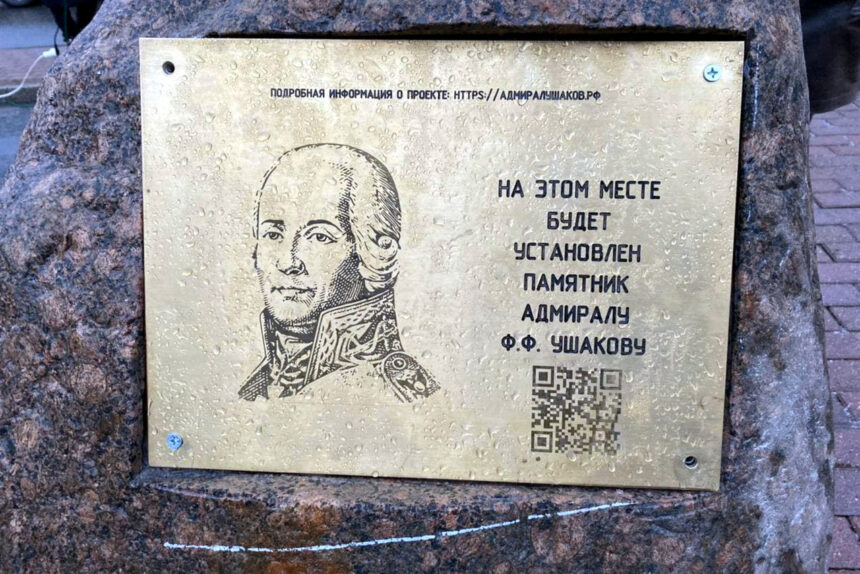 ПОДРОБНАЯ ИНФОРМАЦИЯ О ПРОЕКТЕ: HTTPS://АДМИРАЛУШАКОВ.РФ
НА ЭТОМ МЕСТЕ
БУДЕТ
УСТАНОВЛЕН
ПАМЯТНИК
АДМИРАЛУ
Ф.Ф. УШАКОВУ